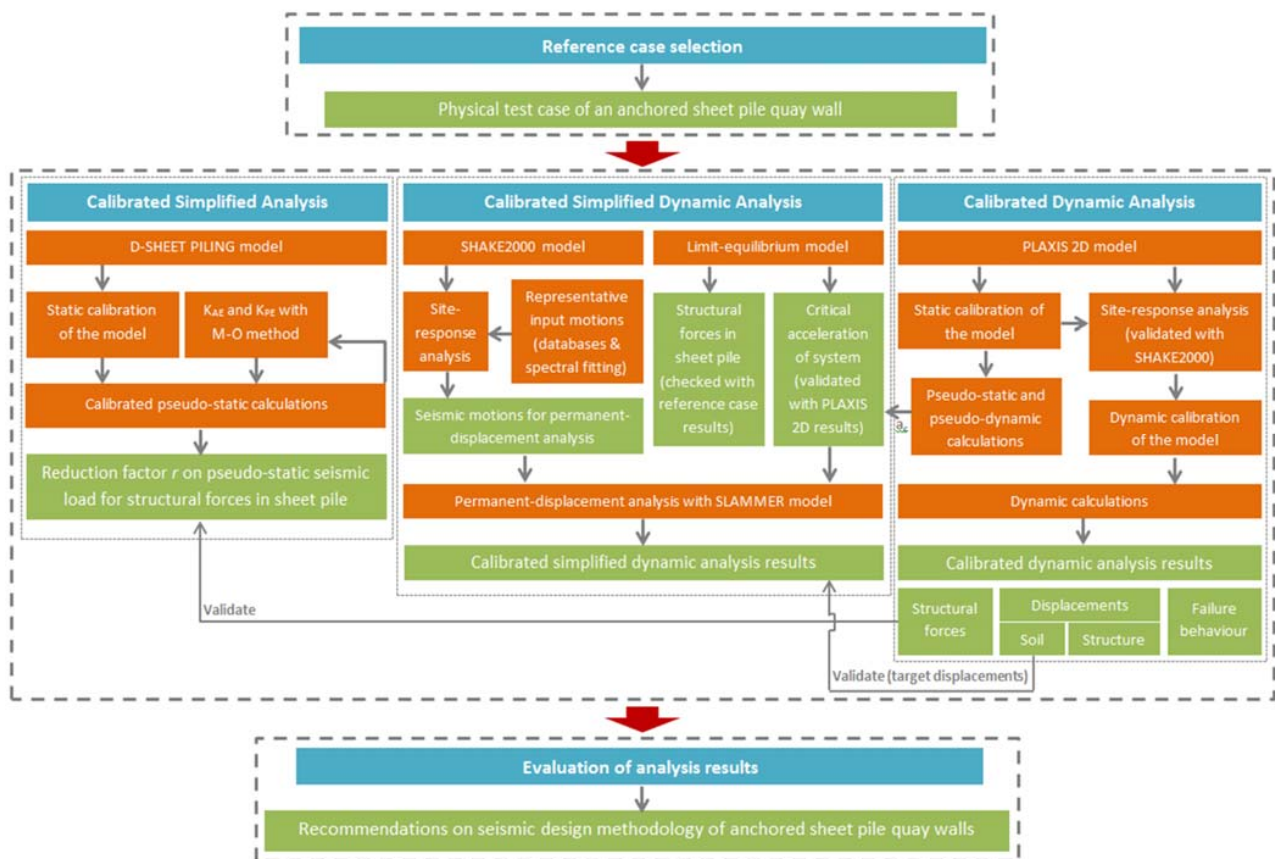 Reference case selection
Physical test case of an anchored sheet pile quay wall
Calibrated Simplified Analysis
D-SHEET PILING model
Static calibration
of the model
KAE and KPE with
M-O method
Calibrated pseudo-static calculations
Reduction factor r on pseudo-static seismic
load for structural forces in sheet pile
Calibrated Simplified Dynamic Analysis
SHAKE2000 model
Limit-equilibrium model
Site-
response
analysis
Representative
input motions
(databases &
spectral fitting)
Structural
forces in
sheet pile
(checked with
reference case
results)
Critical
acceleration
of system
(validated
with PLAXIS
2D results)
Seismic motions for permanent-
displacement analysis
Permanent-displacement analysis with SLAMMER model
Calibrated simplified dynamic analysis results
Calibrated Dynamic Analysis
PLAXIS 2D model
Static calibration of
the model
Site-response analysis
(validated with
SHAKE2000)
ac
Pseudo-static and
pseudo-dynamic
calculations
Dynamic calibration
of the model
Dynamic calculations
Calibrated dynamic analysis results
Structural
forces
Displacements
Soil
Structure
Failure
behaviour
Validate
Validate (target displacements)
Evaluation of analysis results
Recommendations on seismic design methodology of anchored sheet pile quay walls